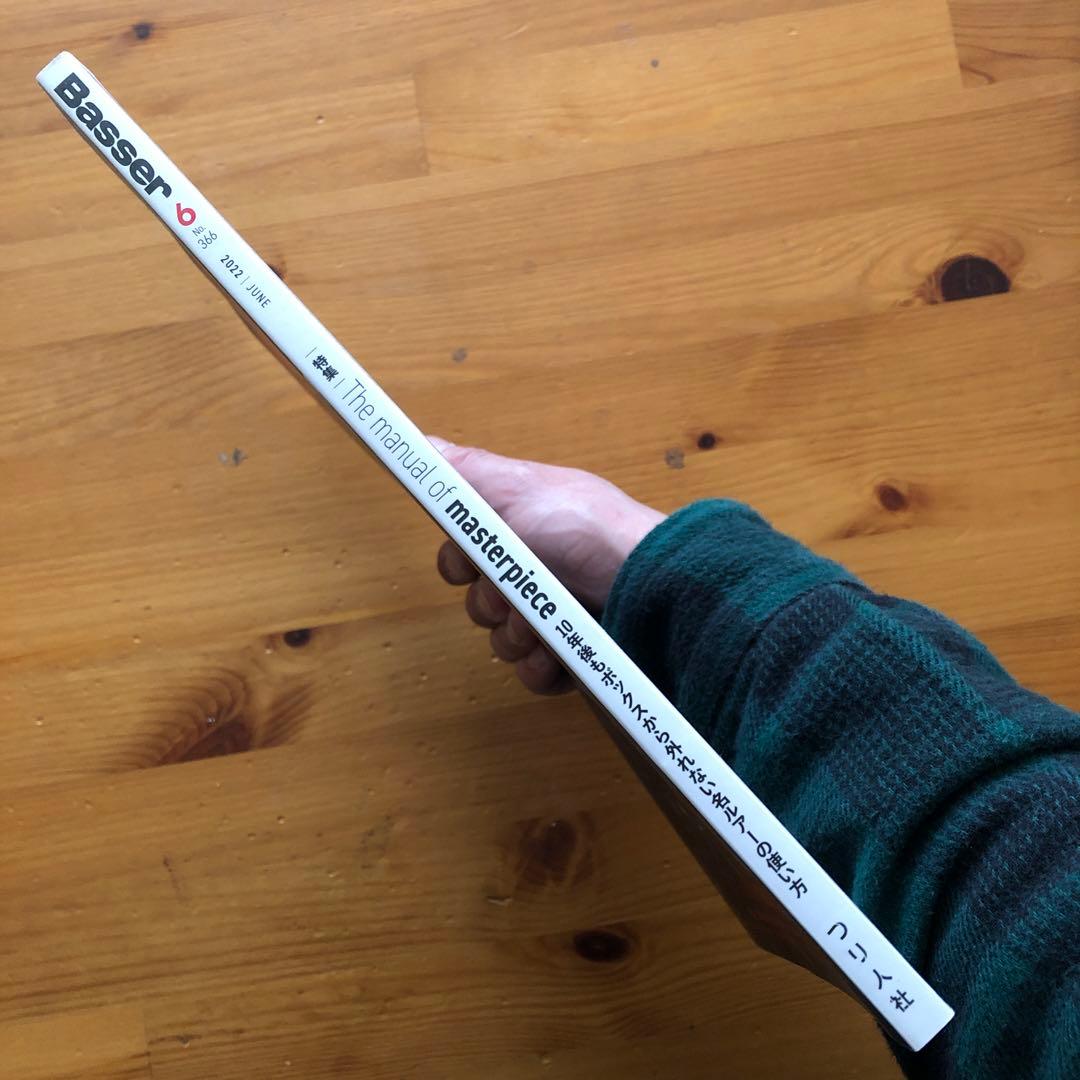 Basser 6 No. 366 2022 | JUNE
特集
The manual of masterpiece
10年後もボックスから外れない名ルアーの使い方
つり人社